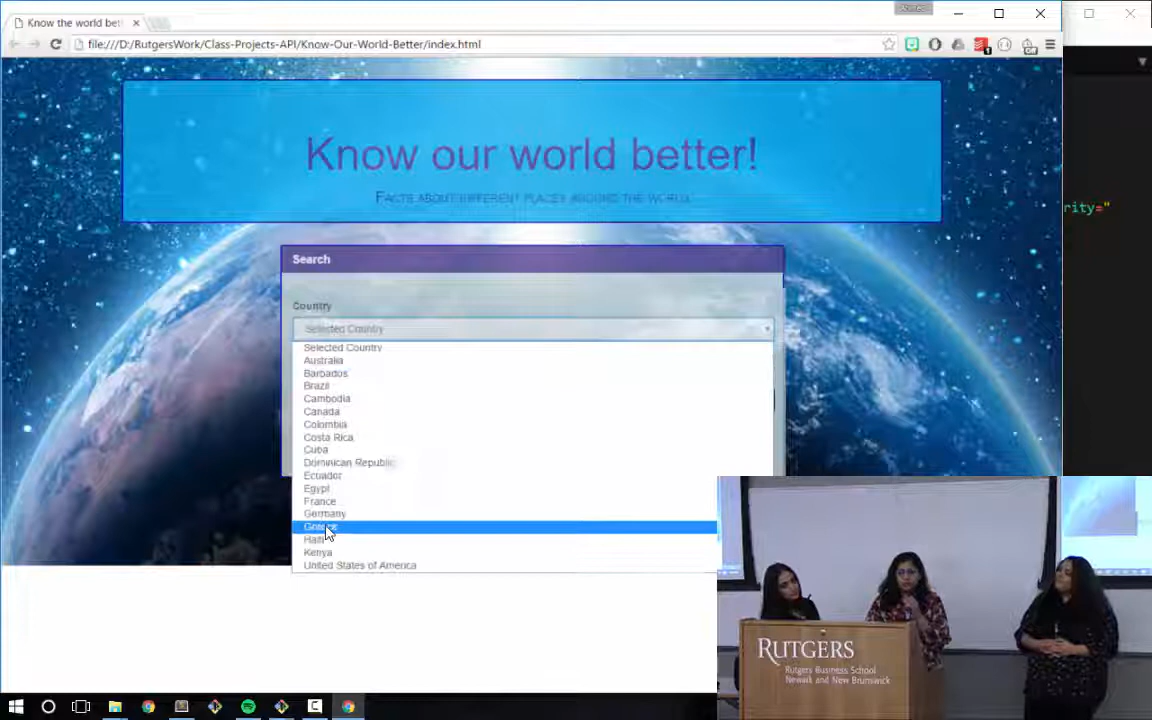 Know the world bet
file:///D:/RutgersWork/Class-Projects-API/Know-Our-World-Better/index.html
Know our world better!
Facts about different places around the world.
Search
Country
Selected Country
Selected Country
Australia
Barbados
Brazil
Cambodia
Canada
Colombia
Costa Rica
Cuba
Dominican Republic
Ecuador
Egypt
France
Germany
Greece
Haiti
Kenya
United States of America
rity="
RUTGERS
Rutgers Business School
Newark and New Brunswick